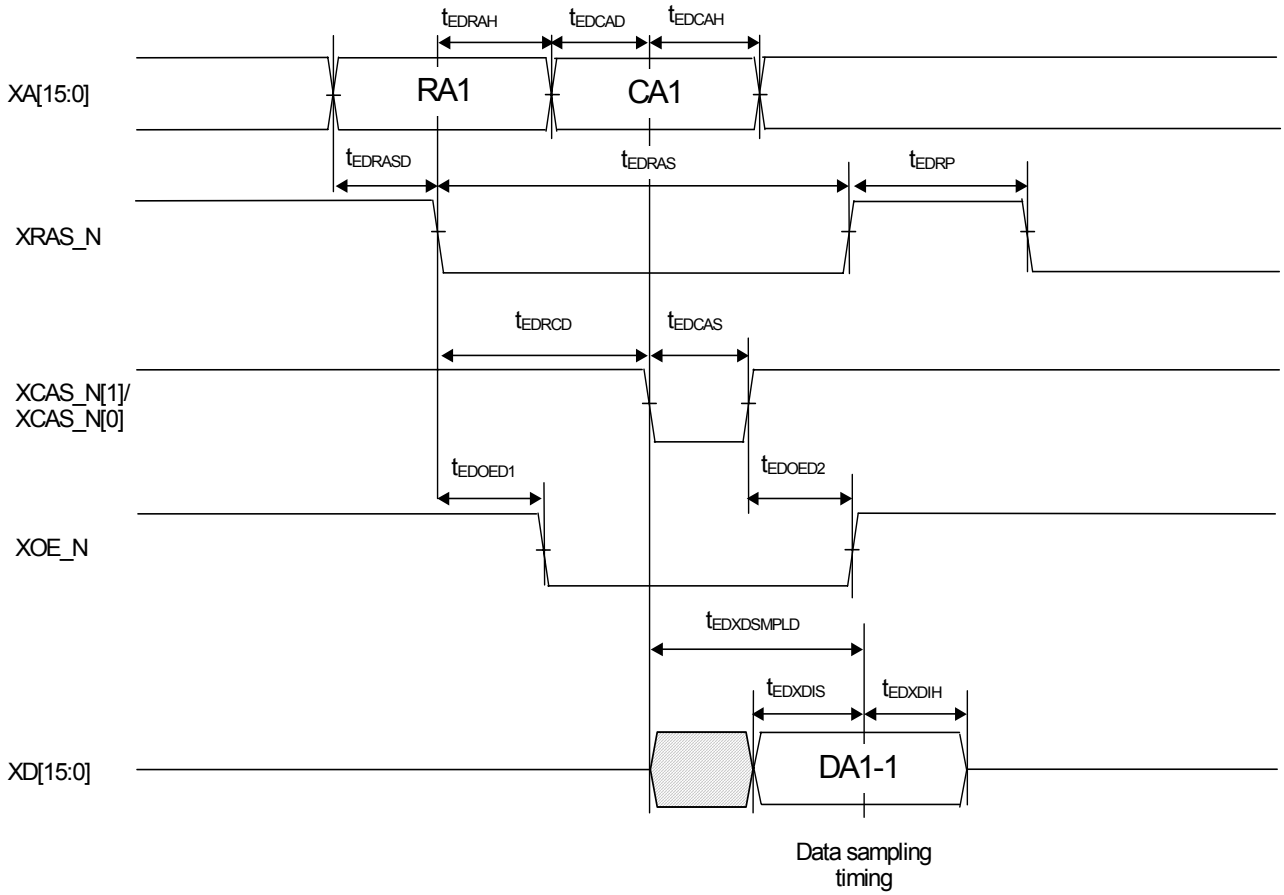 tEDRAH tEDCAD tEDCAH
XA[15:0] RA1 CA1
tEDRASD tEDRAS tEDRP
XRAS_N
tEDRCD tEDCAS
XCAS_N[1]/
XCAS_N[0]
tEDOED1 tEDOED2
XOE_N
tEDXDSMPLD
tEDXDIS tEDXDIH
XD[15:0] DA1-1
Data sampling
timing